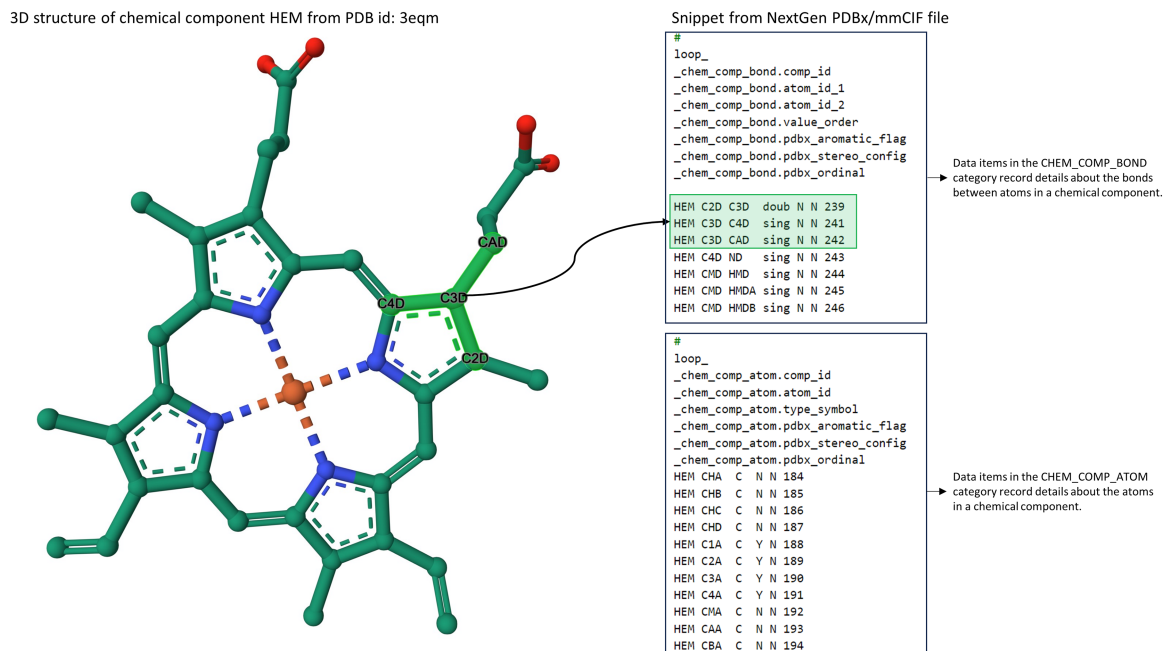 3D structure of chemical component HEM from PDB id: 3eqm
Snippet from NextGen PDBx/mmCIF file
CAD
C4D
C3D
C2D
#
loop_
_chem_comp_bond.comp_id
_chem_comp_bond.atom_id_1
_chem_comp_bond.atom_id_2
_chem_comp_bond.value_order
_chem_comp_bond.pdbx_aromatic_flag
_chem_comp_bond.pdbx_stereo_config
_chem_comp_bond.pdbx_ordinal
HEM C2D C3D doub N N 239
HEM C3D C4D sing N N 241
HEM C3D CAD sing N N 242
HEM C4D ND sing N N 243
HEM CMD HMD sing N N 244
HEM CMD HMDA sing N N 245
HEM CMD HMDB sing N N 246
Data items in the CHEM_COMP_BOND
category record details about the bonds
between atoms in a chemical component.
#
loop_
_chem_comp_atom.comp_id
_chem_comp_atom.atom_id
_chem_comp_atom.type_symbol
_chem_comp_atom.pdbx_aromatic_flag
_chem_comp_atom.pdbx_stereo_config
_chem_comp_atom.pdbx_ordinal
HEM CHA C N N 184
HEM CHB C N N 185
HEM CHC C N N 186
HEM CHD C N N 187
HEM C1A C Y N 188
HEM C2A C Y N 189
HEM C3A C Y N 190
HEM C4A C Y N 191
HEM CMA C N N 192
HEM CAA C N N 193
HEM CBA C N N 194
Data items in the CHEM_COMP_ATOM
category record details about the atoms
in a chemical component.